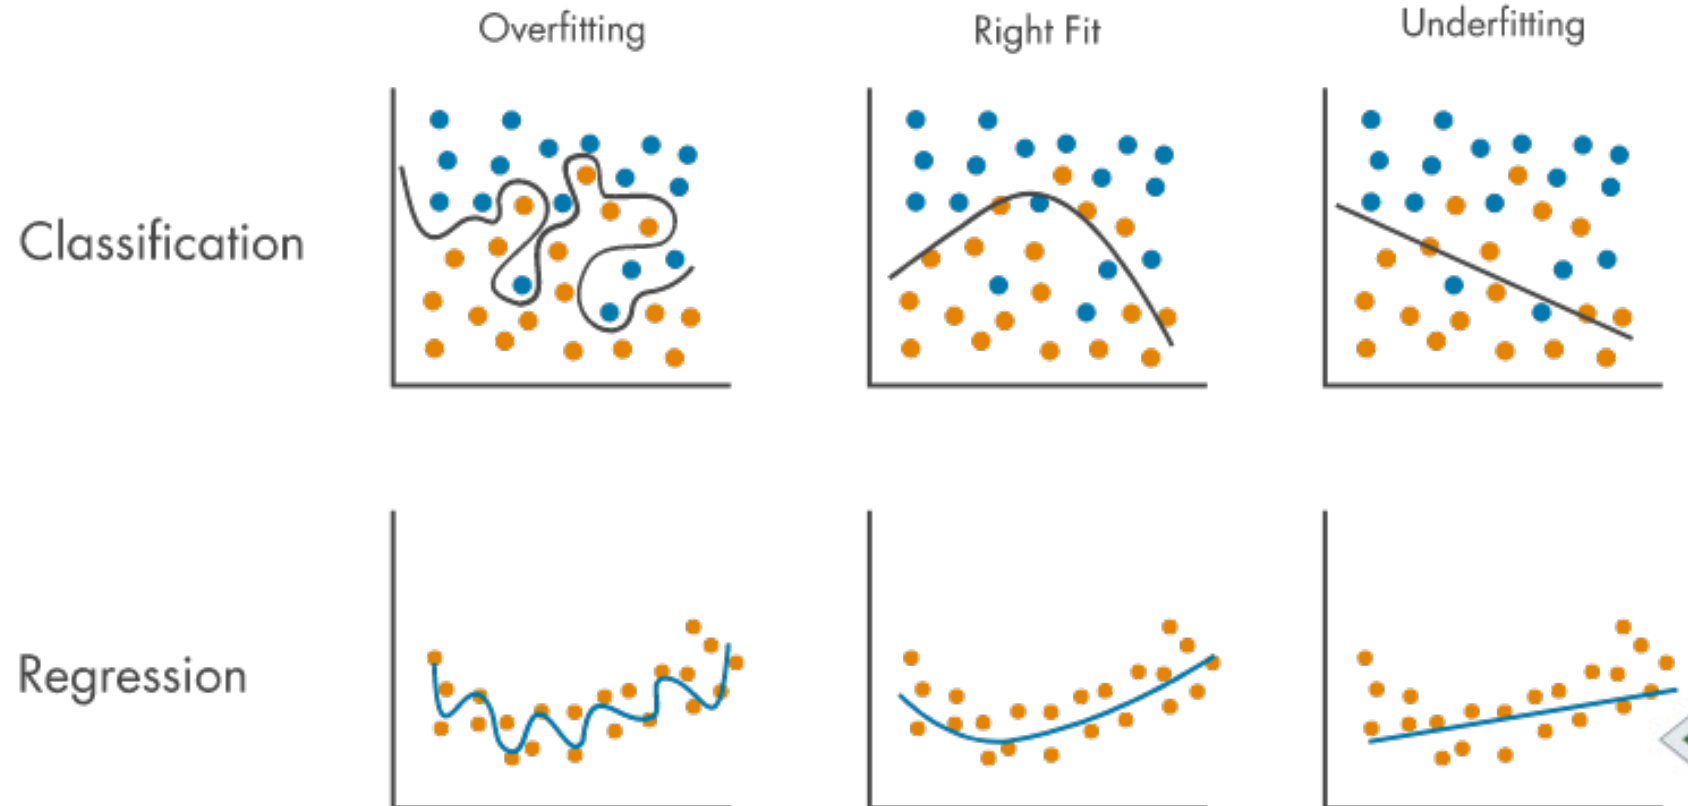 Overfitting
Right Fit
Underfitting
Classification
Regression